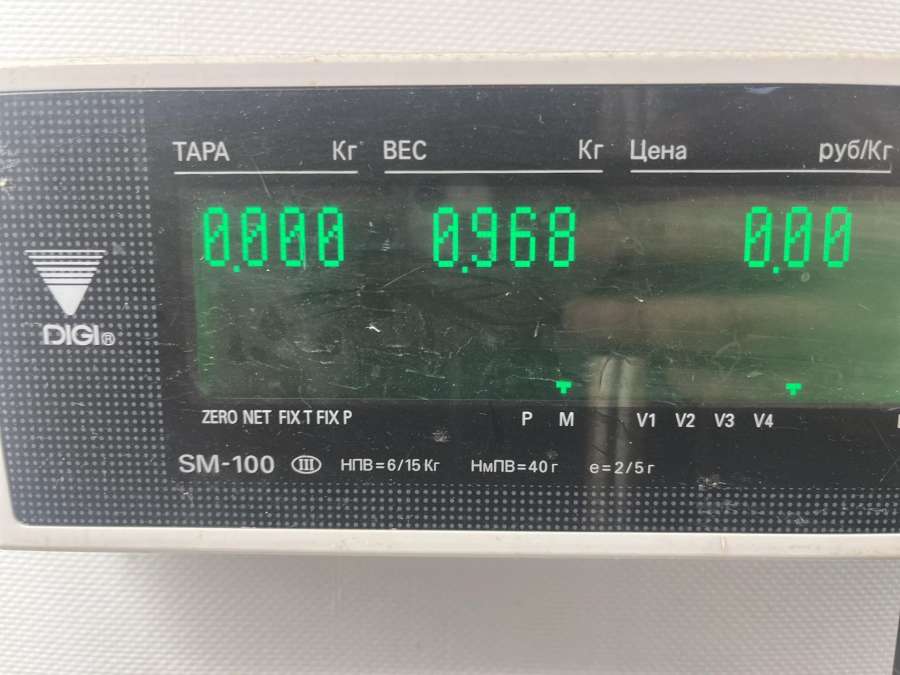 ТАРА Кг ВЕС Кг Цена руб/Кг
0.000 0.968 0.00
DIGI®
ZERO NET FIX T FIX P P M V1 V2 V3 V4
SM-100 III НПВ=6/15 Кг НмПВ=40 г e=2/5 г